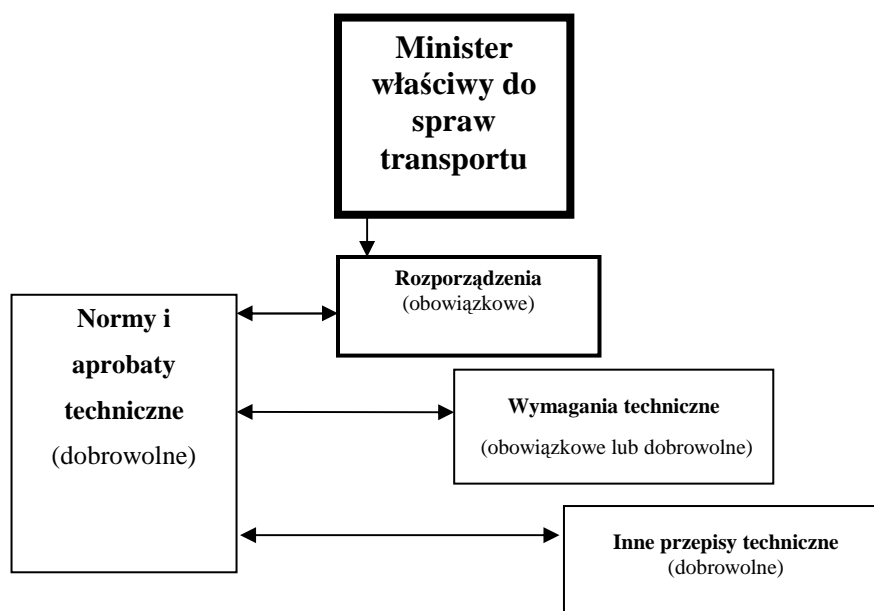 Minister
właściwy do
spraw
transportu
Rozporządzenia
(obowiązkowe)
Normy i
aprobaty
techniczne
(dobrowolne)
Wymagania techniczne
(obowiązkowe lub dobrowolne)
Inne przepisy techniczne
(dobrowolne)